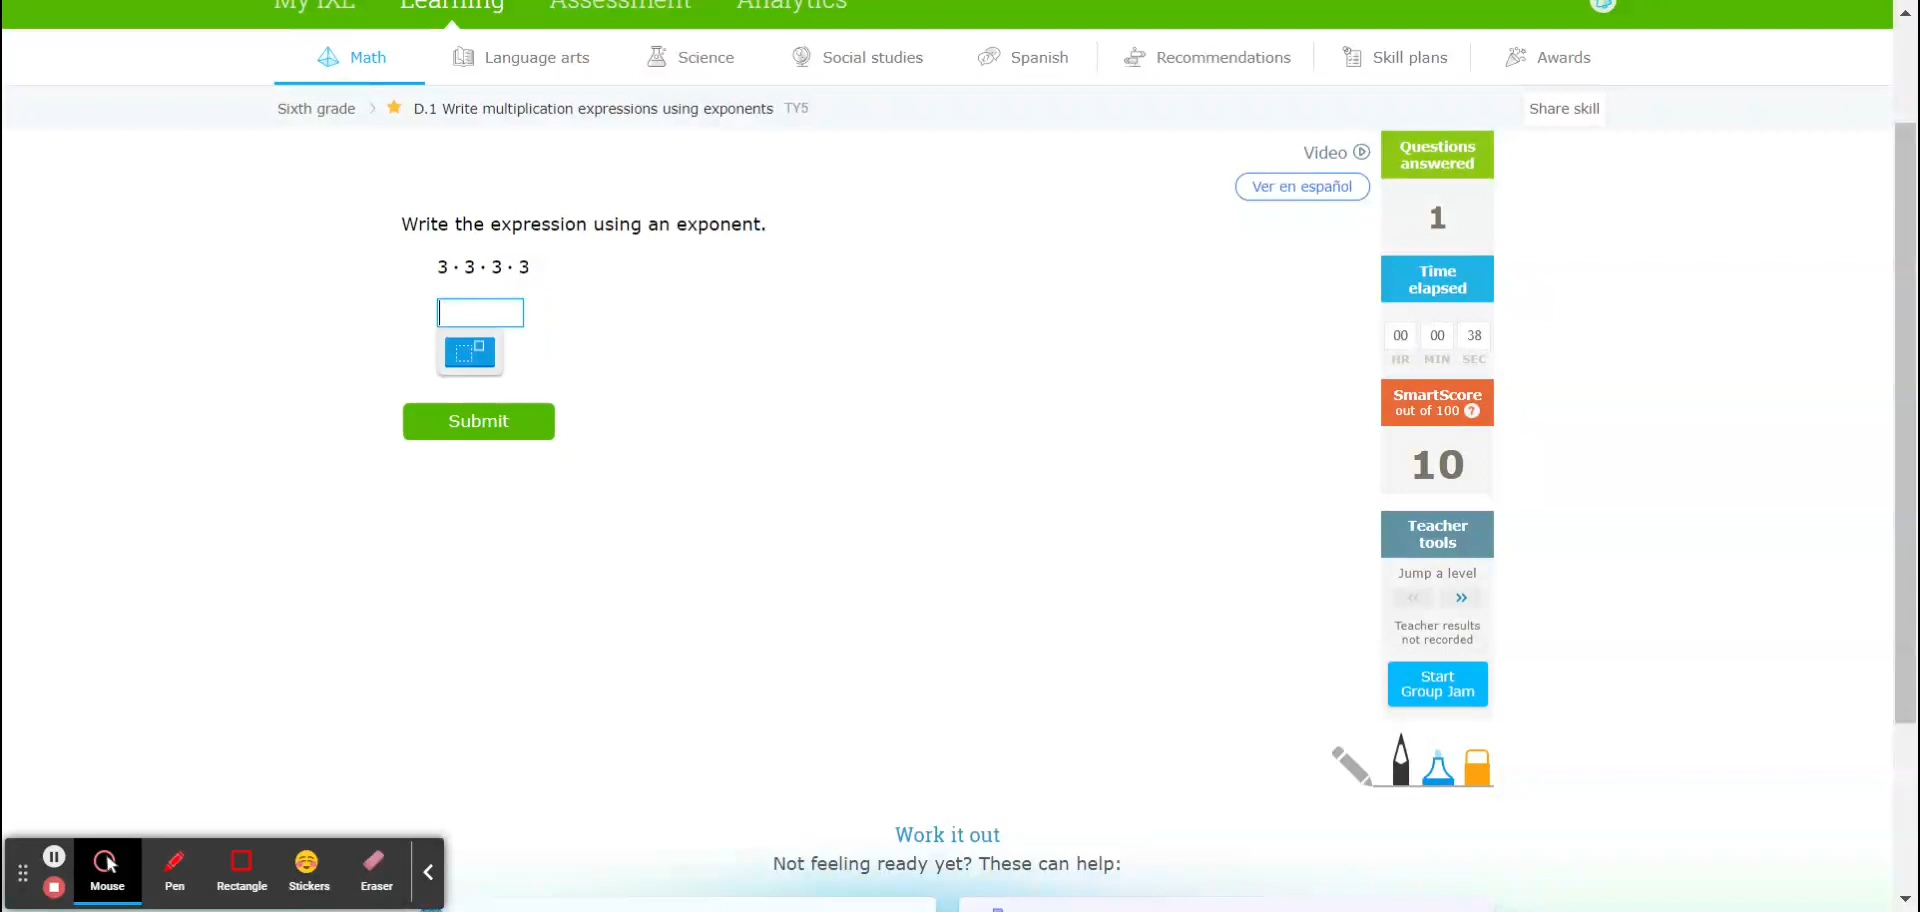 My IXL Learning Assessment Analytics
Math Language arts Science Social studies Spanish Recommendations Skill plans Awards
Sixth grade > D.1 Write multiplication expressions using exponents TY5 Share skill
Video
Ver en español
Write the expression using an exponent.
3 · 3 · 3 · 3
Submit
Questions
answered
1
Time
elapsed
00 00 38
HR MIN SEC
SmartScore
out of 100 ?
10
Teacher
tools
Jump a level
<< >>
Teacher results
not recorded
Start
Group Jam
Work it out
Not feeling ready yet? These can help:
Mouse Pen Rectangle Stickers Eraser